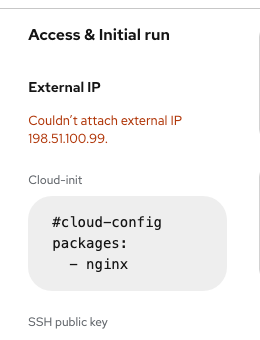 Access & Initial run
External IP
Couldn't attach external IP
198.51.100.99.
Cloud-init
#cloud-config
packages:
  - nginx
SSH public key